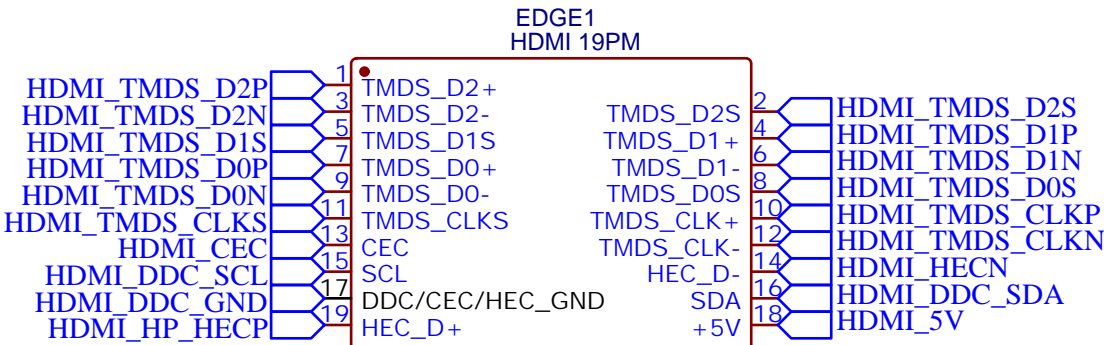 EDGE1
HDMI 19PM
HDMI_TMDS_D2P 1 TMDS_D2+
HDMI_TMDS_D2N 3 TMDS_D2- TMDS_D2S 2 HDMI_TMDS_D2S
HDMI_TMDS_D1S 5 TMDS_D1S TMDS_D1+ 4 HDMI_TMDS_D1P
HDMI_TMDS_D0P 7 TMDS_D0+ TMDS_D1- 6 HDMI_TMDS_D1N
HDMI_TMDS_D0N 9 TMDS_D0- TMDS_D0S 8 HDMI_TMDS_D0S
HDMI_TMDS_CLKS 11 TMDS_CLKS TMDS_CLK+ 10 HDMI_TMDS_CLKP
HDMI_CEC 13 CEC TMDS_CLK- 12 HDMI_TMDS_CLKN
HDMI_DDC_SCL 15 SCL HEC_D- 14 HDMI_HECN
HDMI_DDC_GND 17 DDC/CEC/HEC_GND SDA 16 HDMI_DDC_SDA
HDMI_HP_HECP 19 HEC_D+ +5V 18 HDMI_5V